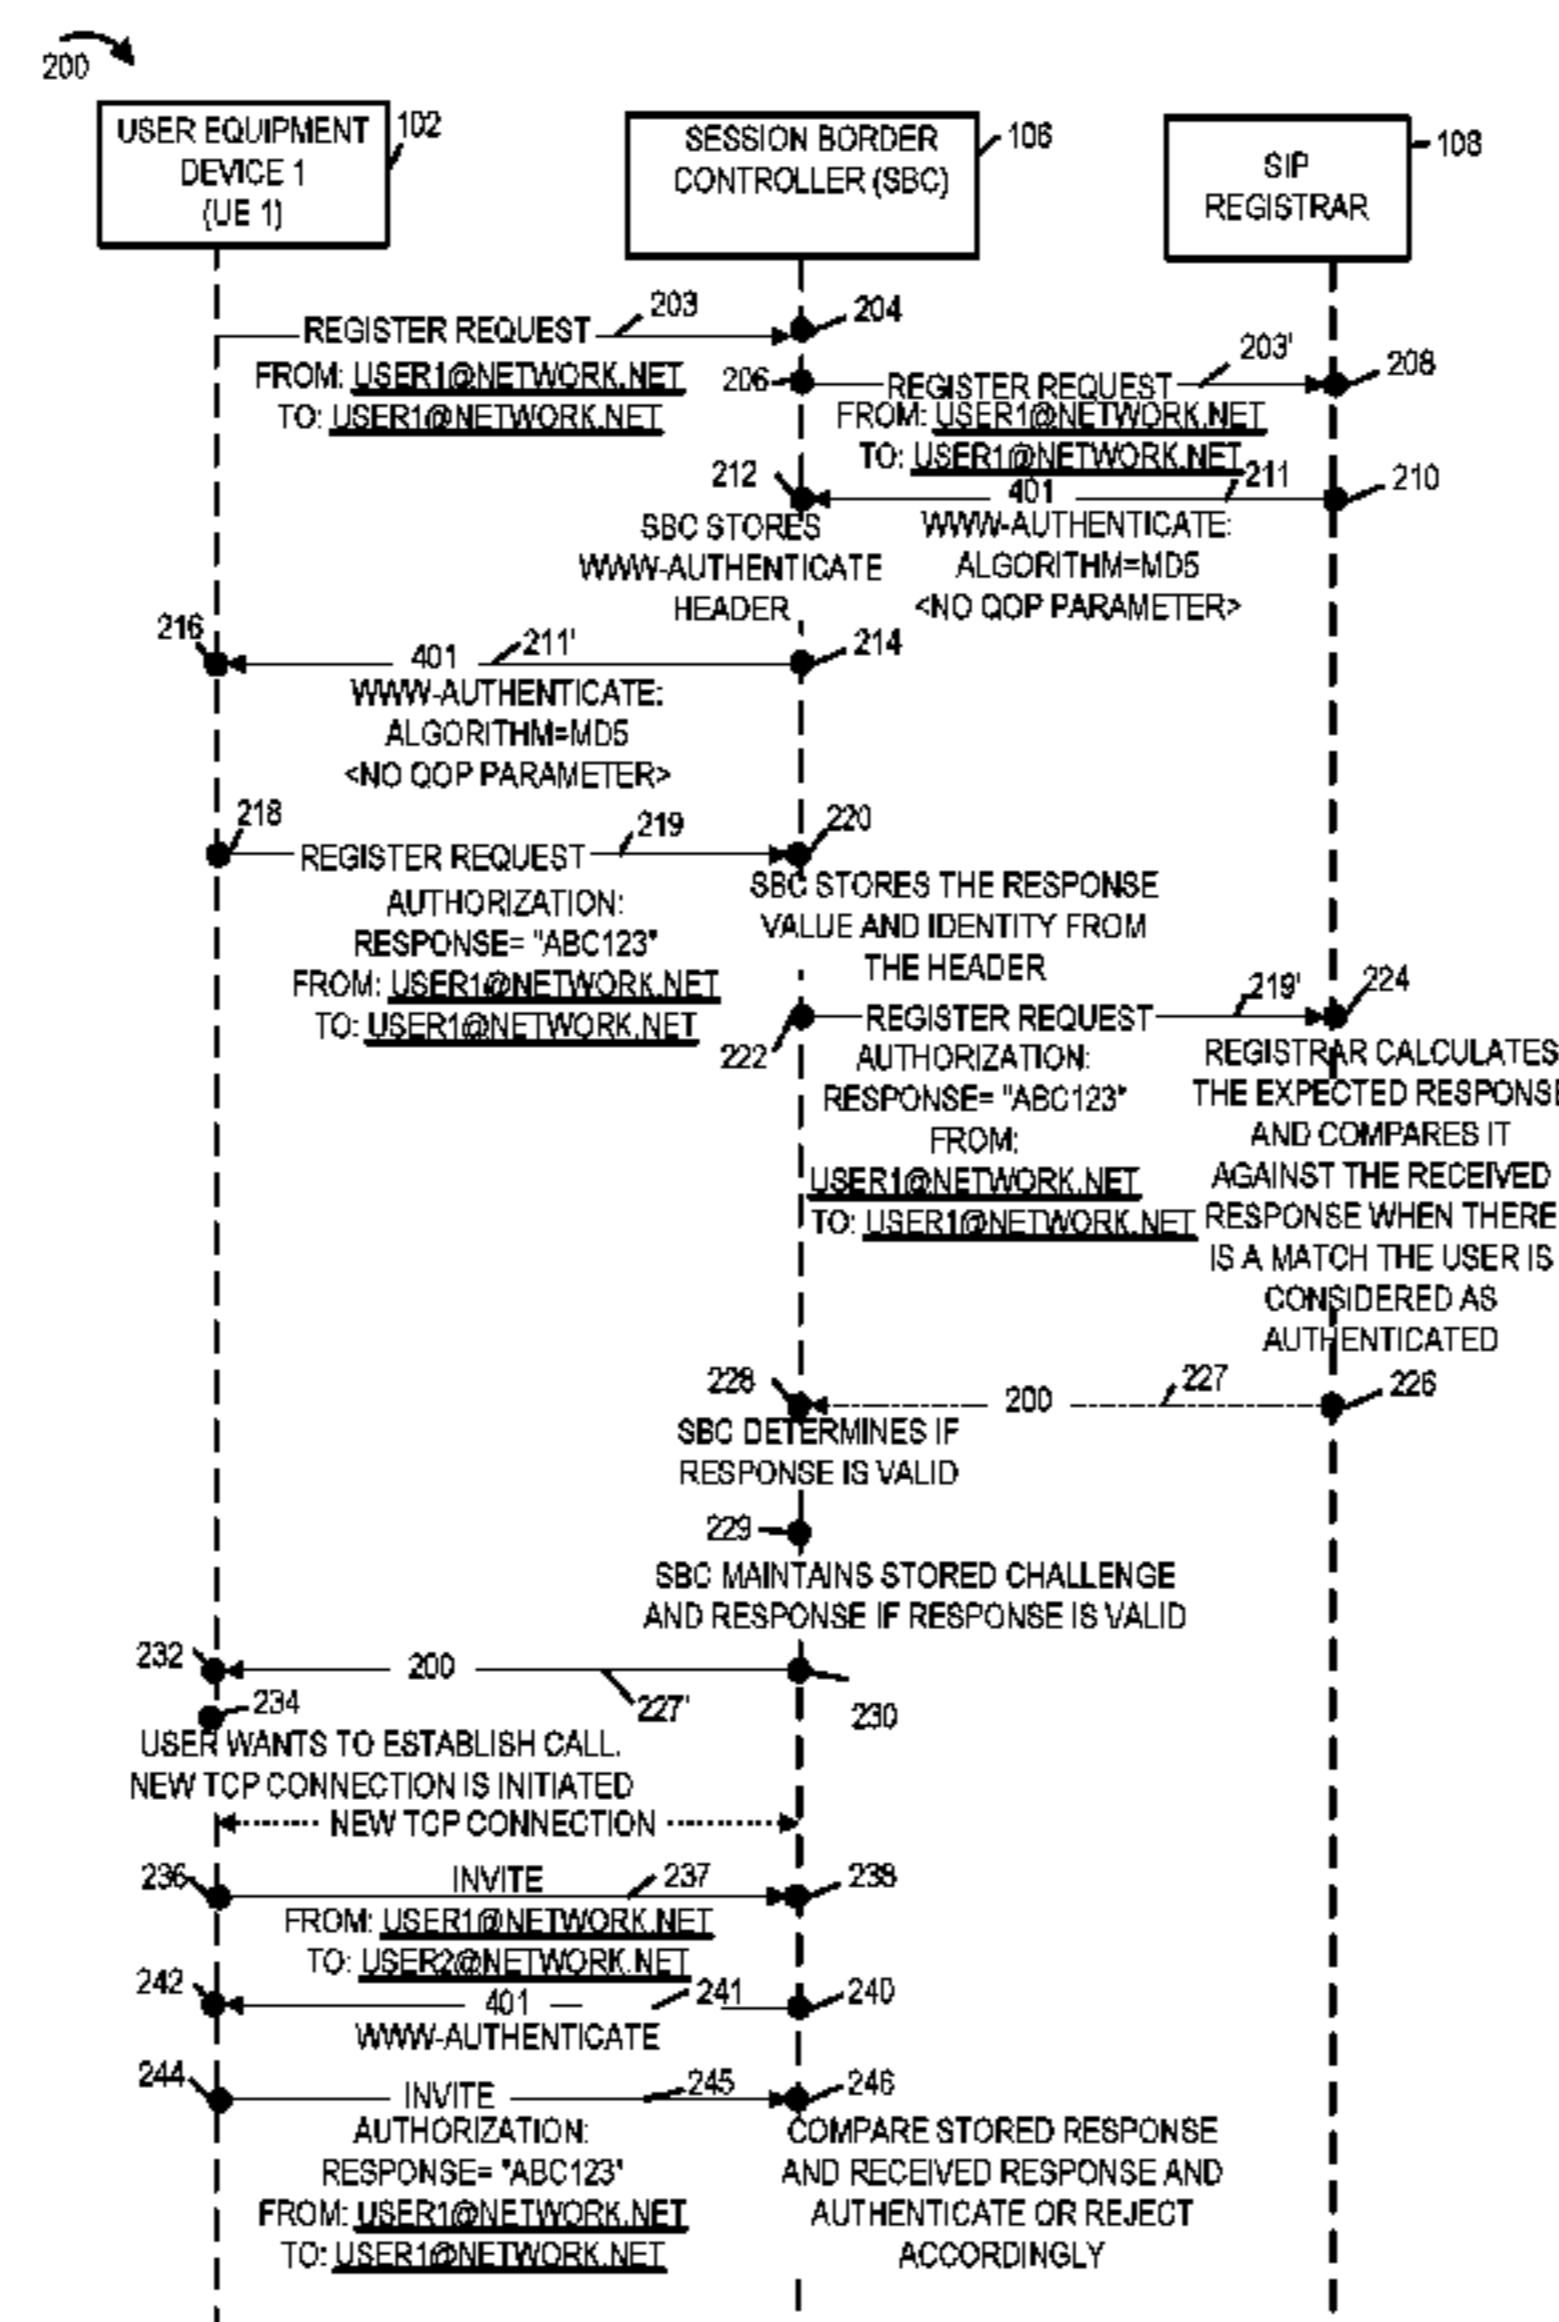 200
USER EQUIPMENT
DEVICE 1
(UE 1)
102
SESSION BORDER
CONTROLLER (SBC)
106
SIP
REGISTRAR
108
REGISTER REQUEST
203
204
FROM: USER1@NETWORK.NET
TO: USER1@NETWORK.NET
206
REGISTER REQUEST
203'
208
FROM: USER1@NETWORK.NET
TO: USER1@NETWORK.NET
212
401
211
210
SBC STORES
WWW-AUTHENTICATE
HEADER
WWW-AUTHENTICATE:
ALGORITHM=MD5
<NO QOP PARAMETER>
216
401
211'
214
WWW-AUTHENTICATE:
ALGORITHM=MD5
<NO QOP PARAMETER>
218
REGISTER REQUEST
219
220
AUTHORIZATION:
RESPONSE= "ABC123"
FROM: USER1@NETWORK.NET
TO: USER1@NETWORK.NET
SBC STORES THE RESPONSE
VALUE AND IDENTITY FROM
THE HEADER
222
REGISTER REQUEST
219'
224
AUTHORIZATION:
RESPONSE= "ABC123"
FROM:
USER1@NETWORK.NET
TO: USER1@NETWORK.NET
REGISTRAR CALCULATES
THE EXPECTED RESPONSE
AND COMPARES IT
AGAINST THE RECEIVED
RESPONSE WHEN THERE
IS A MATCH THE USER IS
CONSIDERED AS
AUTHENTICATED
228
200
227
226
SBC DETERMINES IF
RESPONSE IS VALID
229
SBC MAINTAINS STORED CHALLENGE
AND RESPONSE IF RESPONSE IS VALID
232
200
227'
230
234
USER WANTS TO ESTABLISH CALL.
NEW TCP CONNECTION IS INITIATED
NEW TCP CONNECTION
236
INVITE
237
238
FROM: USER1@NETWORK.NET
TO: USER2@NETWORK.NET
242
401
241
240
WWW-AUTHENTICATE
244
INVITE
245
246
AUTHORIZATION:
RESPONSE= "ABC123"
FROM: USER1@NETWORK.NET
TO: USER1@NETWORK.NET
COMPARE STORED RESPONSE
AND RECEIVED RESPONSE AND
AUTHENTICATE OR REJECT
ACCORDINGLY